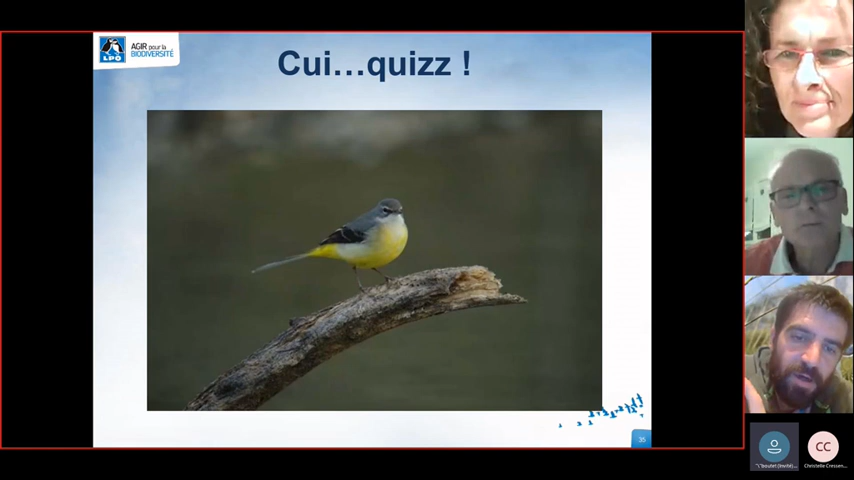 AGIR pour la
BIODIVERSITÉ
LPO
Cui…quizz !
35
CC
Christelle Cressen...